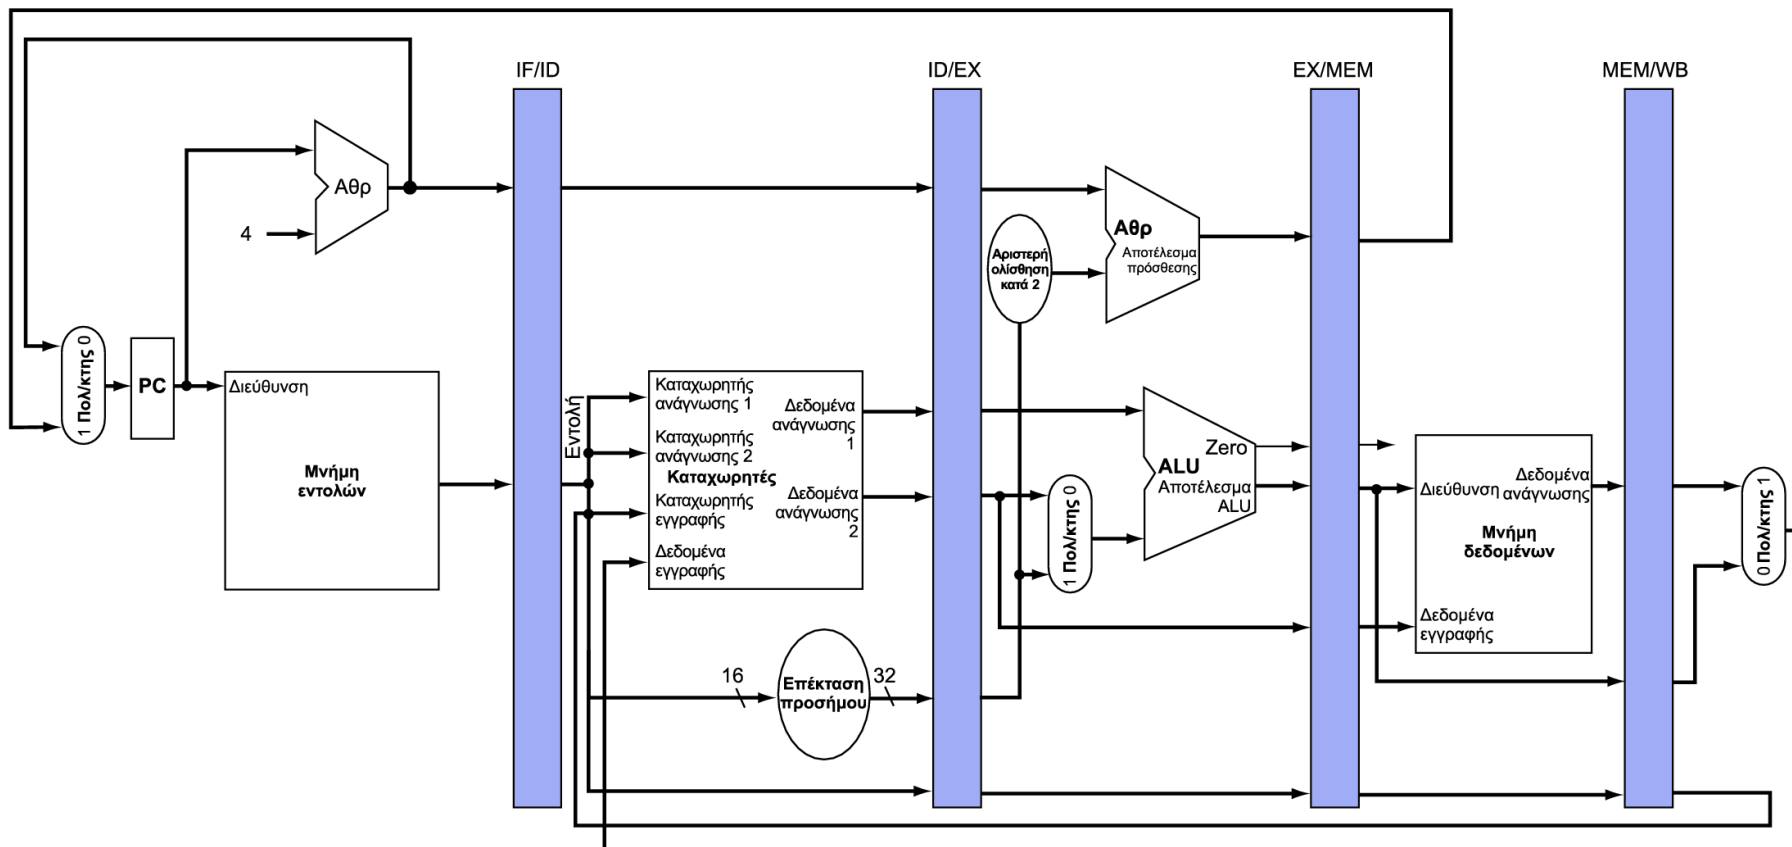 IF/ID
ID/EX
EX/MEM
MEM/WB
Αθρ
4
Αθρ
Αποτέλεσμα
πρόσθεσης
Αριστερή
ολίσθηση
κατά 2
1 Πολ/κτης 0
PC
Διεύθυνση
Μνήμη
εντολών
Εντολή
Καταχωρητής
ανάγνωσης 1
Καταχωρητής
ανάγνωσης 2
Καταχωρητές
Καταχωρητής
εγγραφής
Δεδομένα
εγγραφής
Δεδομένα
ανάγνωσης
1
Δεδομένα
ανάγνωσης
2
16
Επέκταση
προσήμου
32
1 Πολ/κτης 0
Zero
ALU
Αποτέλεσμα
ALU
Διεύθυνση
Δεδομένα
ανάγνωσης
Μνήμη
δεδομένων
Δεδομένα
εγγραφής
0 Πολ/κτης 1